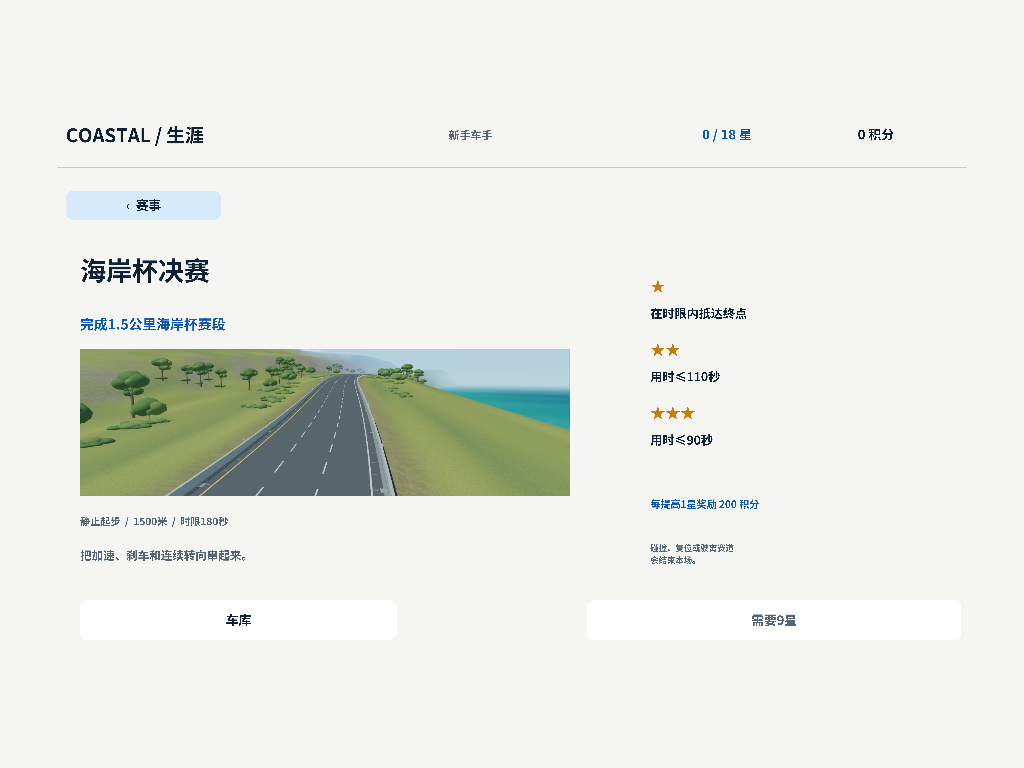 COASTAL / 生涯
新手车手
0 / 18 星
0 积分
‹ 赛事
海岸杯决赛
完成1.5公里海岸杯赛段
静止起步 / 1500米 / 时限180秒
把加速、刹车和连续转向串起来。
★
在时限内抵达终点
★★
用时≤110秒
★★★
用时≤90秒
每提高1星奖励 200 积分
碰撞、复位或驶离赛道
会结束本场。
车库
需要9星